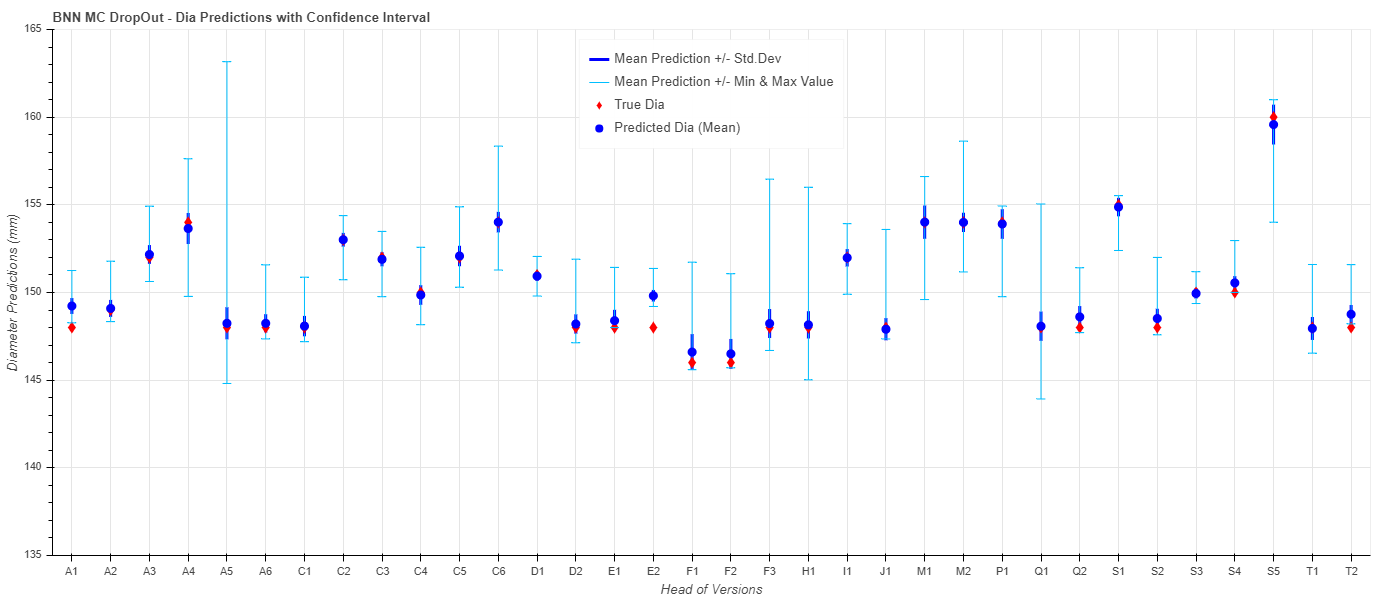 BNN MC DropOut - Dia Predictions with Confidence Interval
165
160
155
150
145
140
135
Diameter Predictions (mm)
Mean Prediction +/- Std.Dev
Mean Prediction +/- Min & Max Value
True Dia
Predicted Dia (Mean)
A1 A2 A3 A4 A5 A6 C1 C2 C3 C4 C5 C6 D1 D2 E1 E2 F1 F2 F3 H1 I1 J1 M1 M2 P1 Q1 Q2 S1 S2 S3 S4 S5 T1 T2
Head of Versions